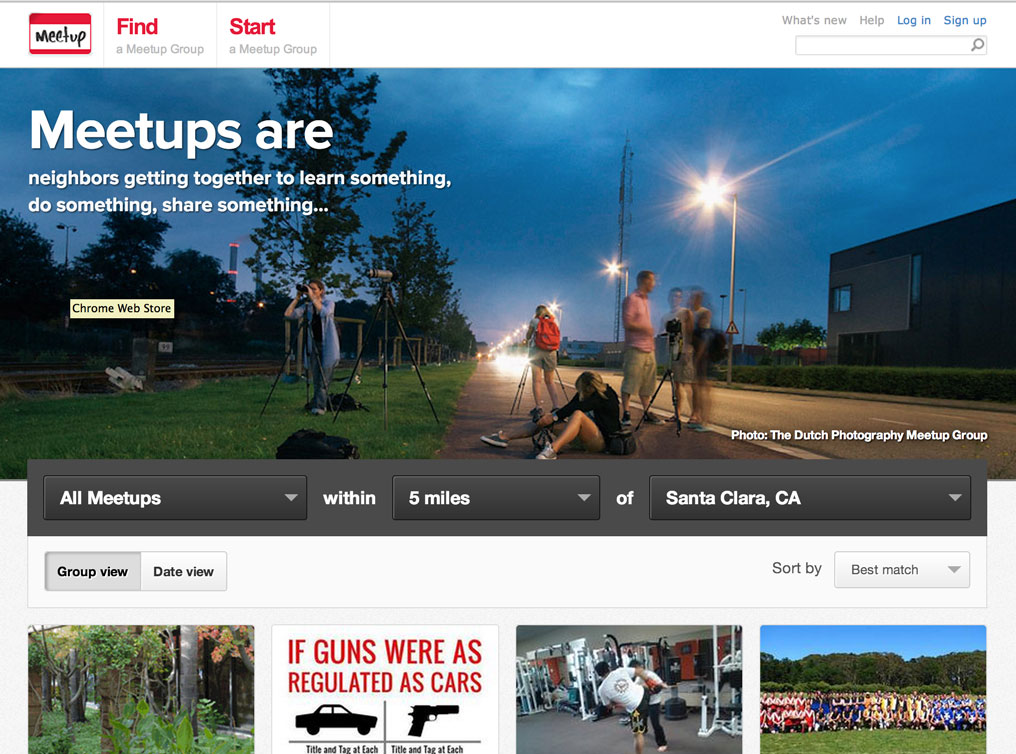 Meetup
Find
a Meetup Group
Start
a Meetup Group
What's new Help Log in Sign up
Meetups are
neighbors getting together to learn something,
do something, share something...
Chrome Web Store
Photo: The Dutch Photography Meetup Group
All Meetups within 5 miles of Santa Clara, CA
Group view Date view Sort by Best match
IF GUNS WERE AS
REGULATED AS CARS
Title and Tag at Each Title and Tag at Each